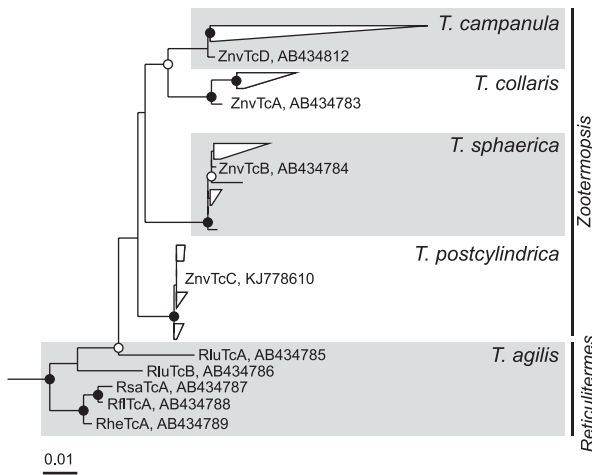 T. campanula
ZnvTcD, AB434812
T. collaris
ZnvTcA, AB434783
T. sphaerica
ZnvTcB, AB434784
Zootermopsis
T. postcylindrica
ZnvTcC, KJ778610
RluTcA, AB434785
T. agilis
RluTcB, AB434786
RsaTcA, AB434787
RflTcA, AB434788
RheTcA, AB434789
Reticulitermes
0.01